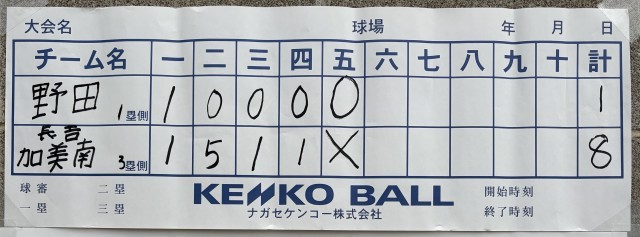 大会名 球場 年 月 日
チーム名 一 二 三 四 五 六 七 八 九 十 計
野田 1塁側 1 0 0 0 0 1
長吉
加美南 3塁側 1 5 1 1 X 8
球審 二塁 KENKO BALL 開始時刻
一塁 三塁 ナガセケンコー株式会社 終了時刻